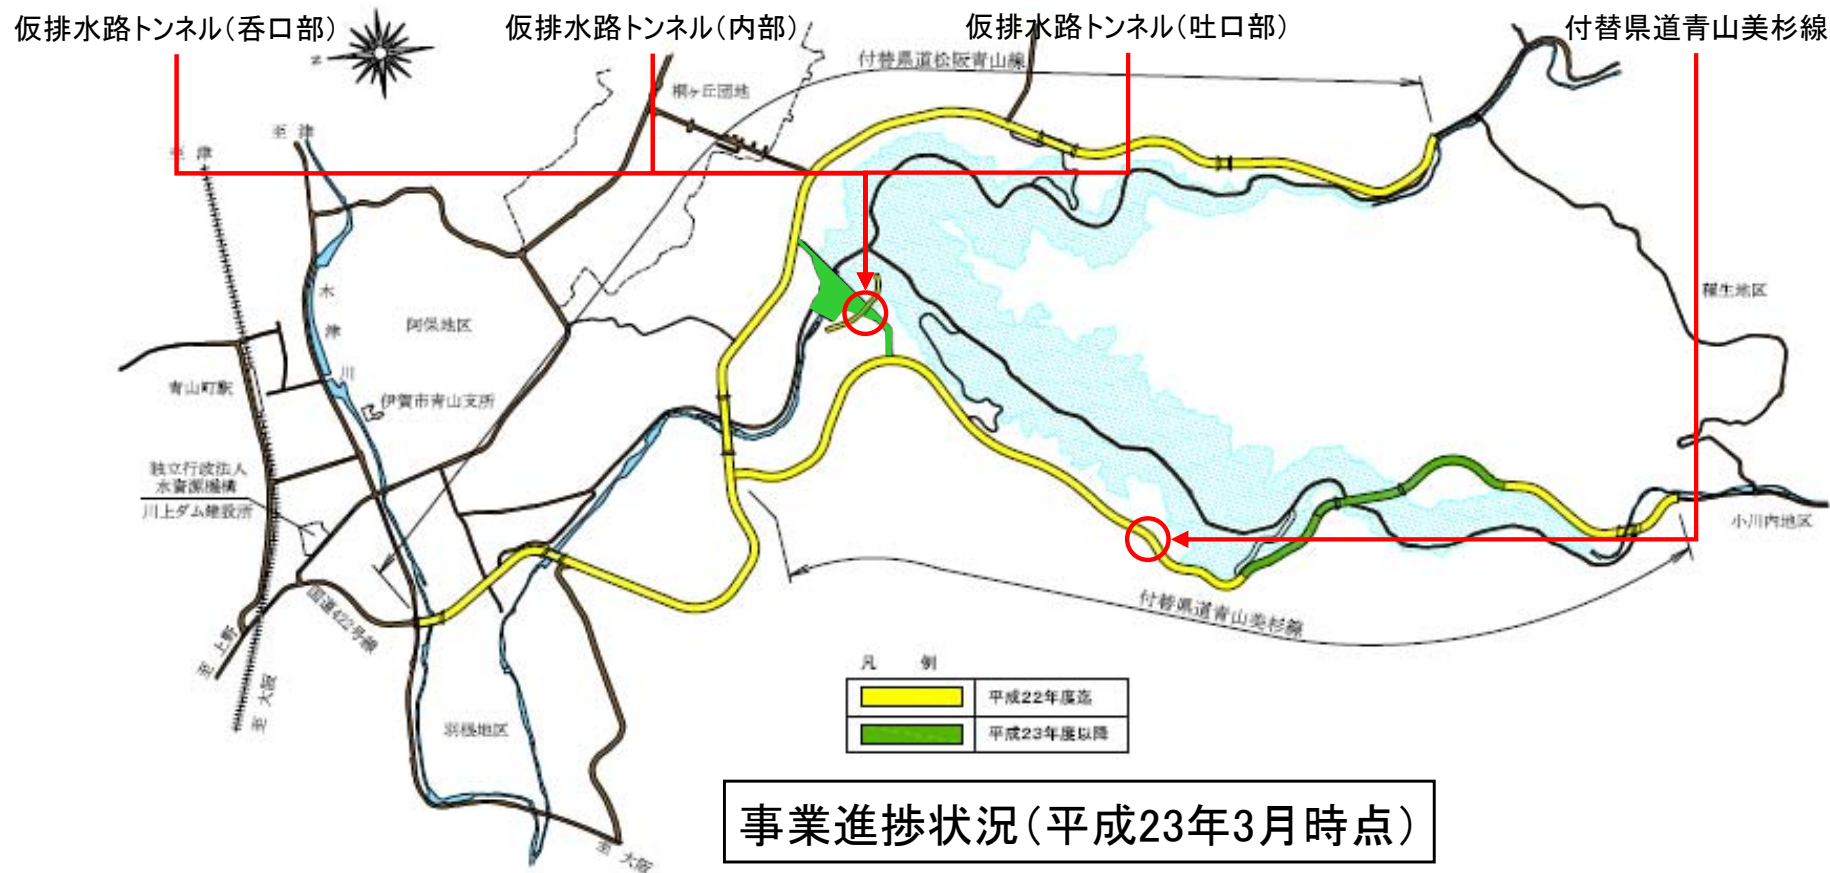 仮排水路トンネル(呑口部)
仮排水路トンネル(内部)
仮排水路トンネル(吐口部)
付替県道青山美杉線
N
付替県道松阪青山線
桐ヶ丘団地
至 津
至 津
木津川
阿保地区
種生地区
青山町駅
伊賀市青山支所
独立行政法人
水資源機構
川上ダム建設所
小川内地区
国道422号線
付替県道青山美杉線
至 上野
至 大阪
羽根地区
凡 例
平成22年度迄
平成23年度以降
事業進捗状況(平成23年3月時点)
至 大阪